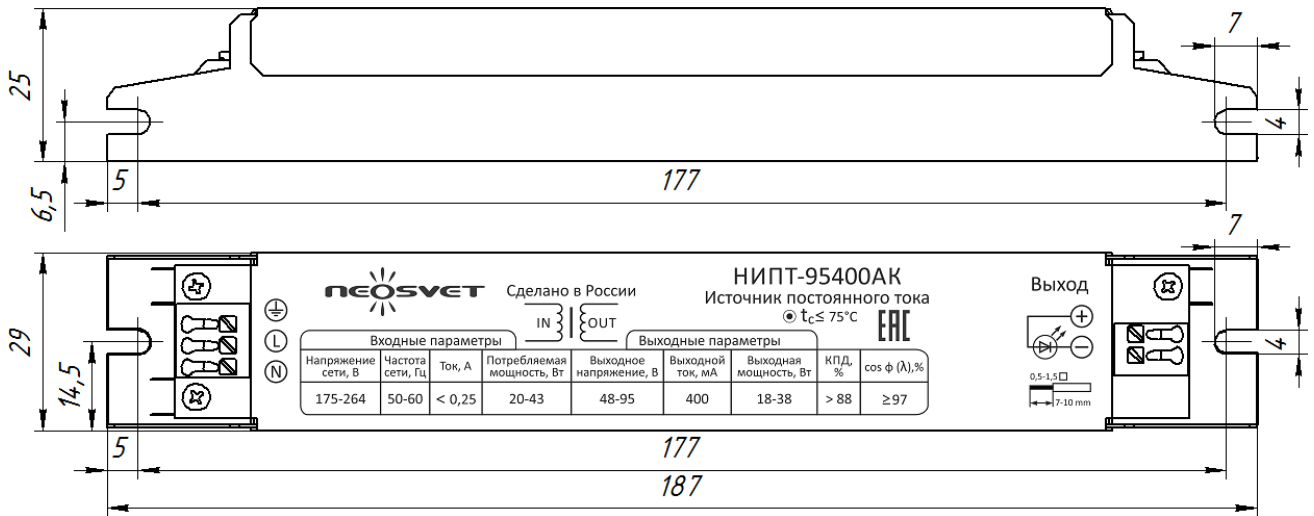 25
6,5
5
177
7
4
29
14,5
NEOSVET
Сделано в России
IN OUT
НИПТ-95400АК
Источник постоянного тока
tc ≤ 75°C
EAC
L
N
Входные параметры
Выходные параметры
Напряжение сети, В
Частота сети, Гц
Ток, А
Потребляемая мощность, Вт
Выходное напряжение, В
Выходной ток, мА
Выходная мощность, Вт
КПД, %
cos ф (λ),%
175-264
50-60
< 0,25
20-43
48-95
400
18-38
> 88
≥97
Выход
+
−
0,5-1,5
7-10 mm
7
4
5
177
187